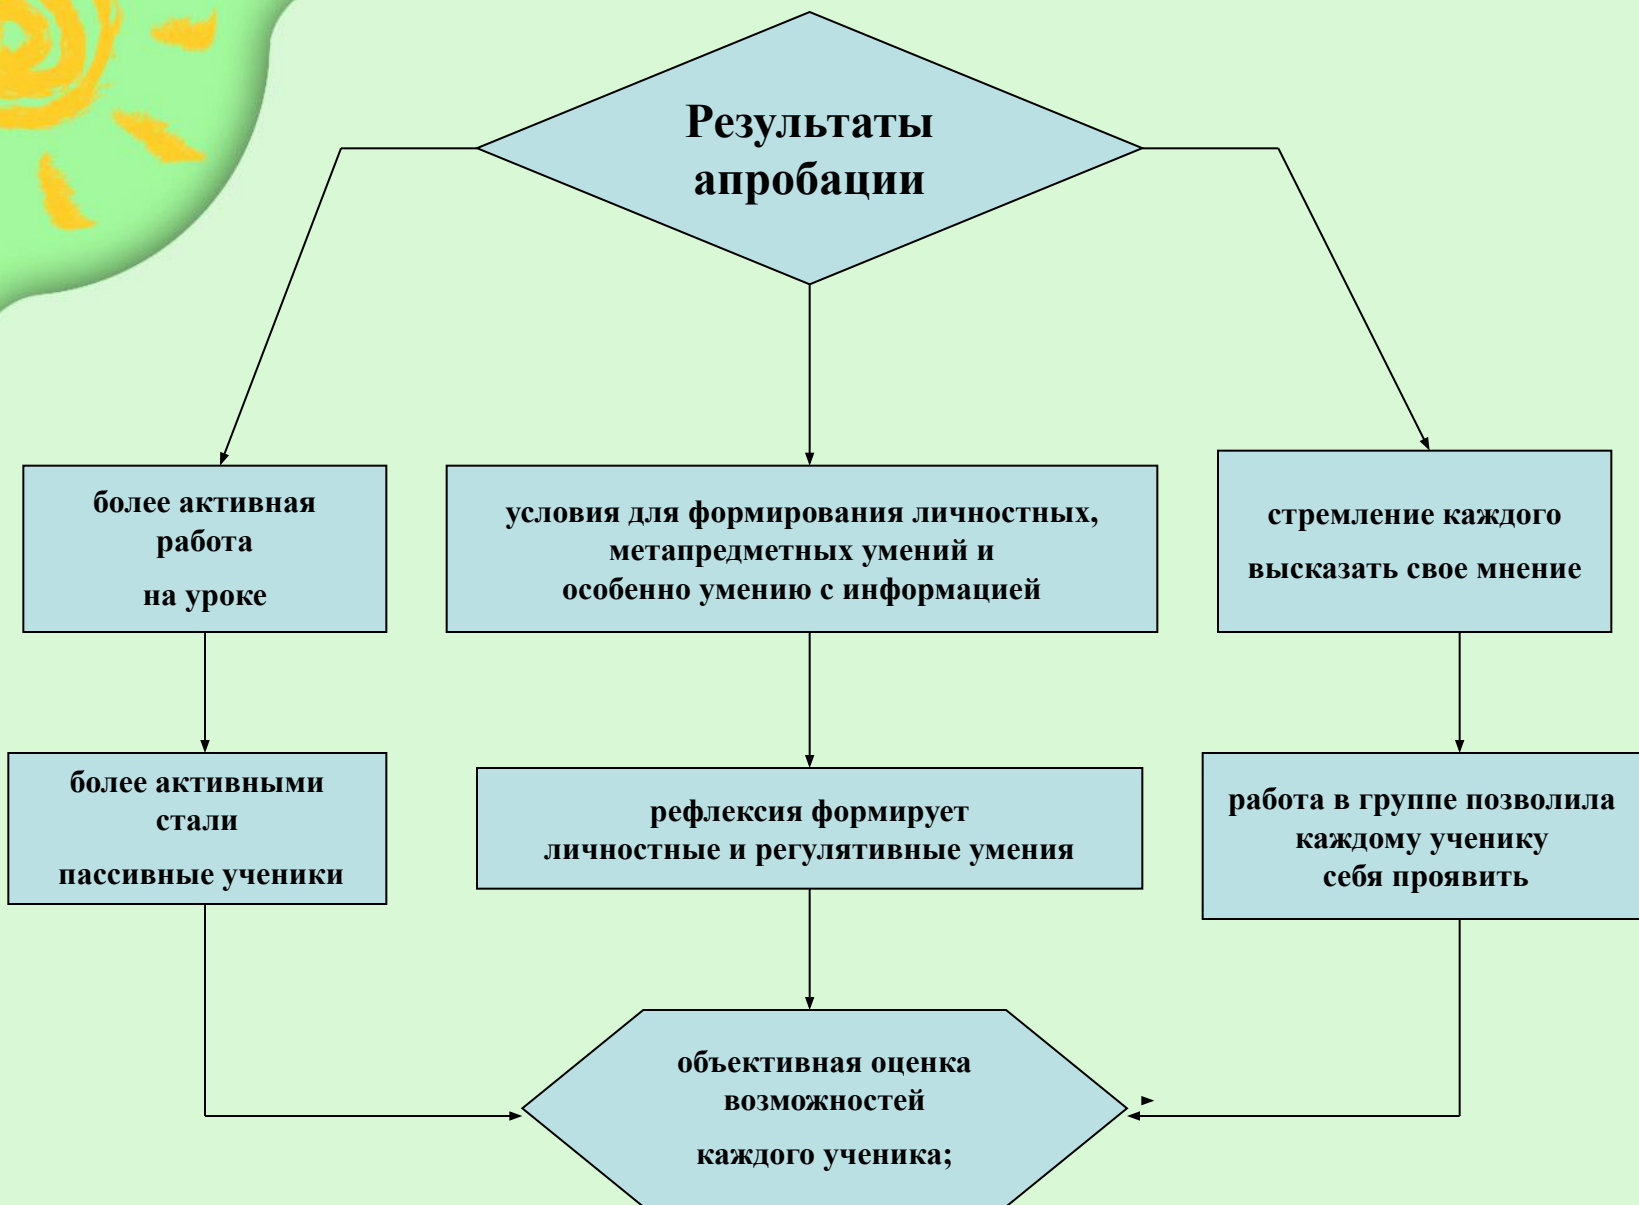 Результаты
апробации
более активная
работа
на уроке
условия для формирования личностных,
метапредметных умений и
особенно умению с информацией
стремление каждого
высказать свое мнение
более активными
стали
пассивные ученики
рефлексия формирует
личностные и регулятивные умения
работа в группе позволила
каждому ученику
себя проявить
объективная оценка
возможностей
каждого ученика;